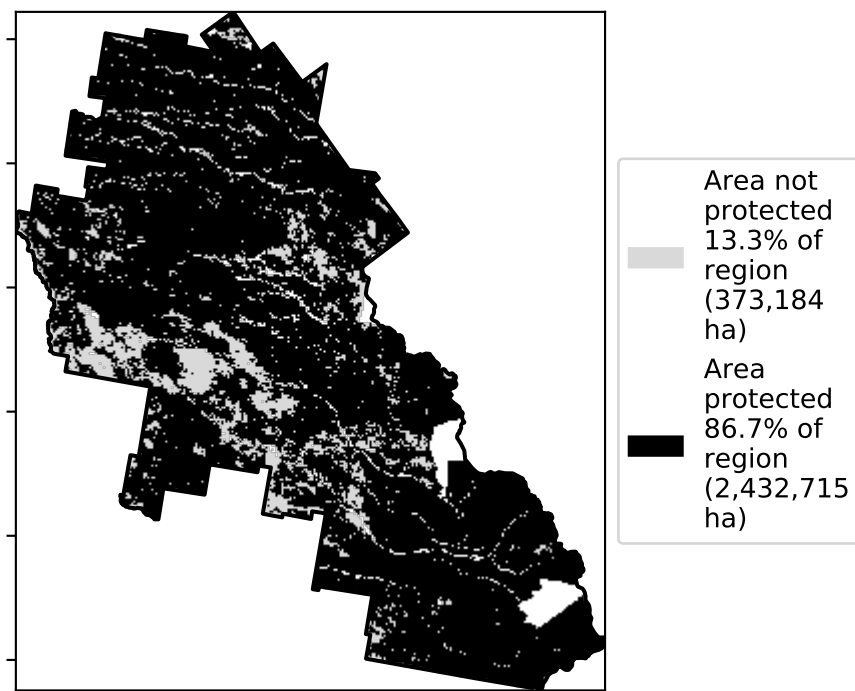 Area not
protected
13.3% of
region
(373,184
ha)
Area
protected
86.7% of
region
(2,432,715
ha)